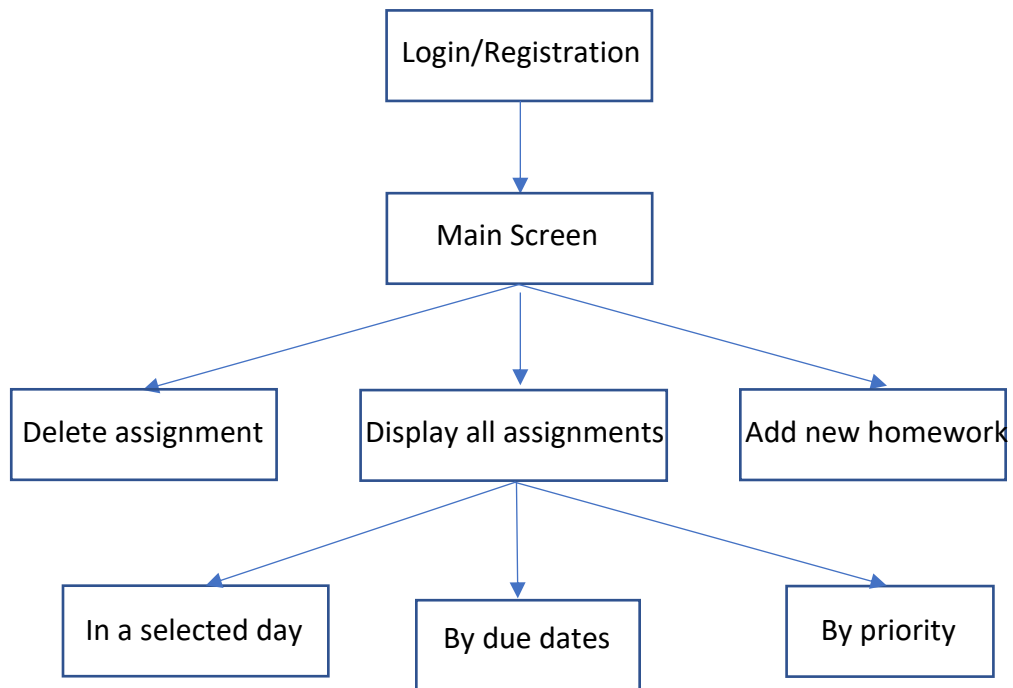 Login/Registration
Main Screen
Delete assignment
Display all assignments
Add new homework
In a selected day
By due dates
By priority